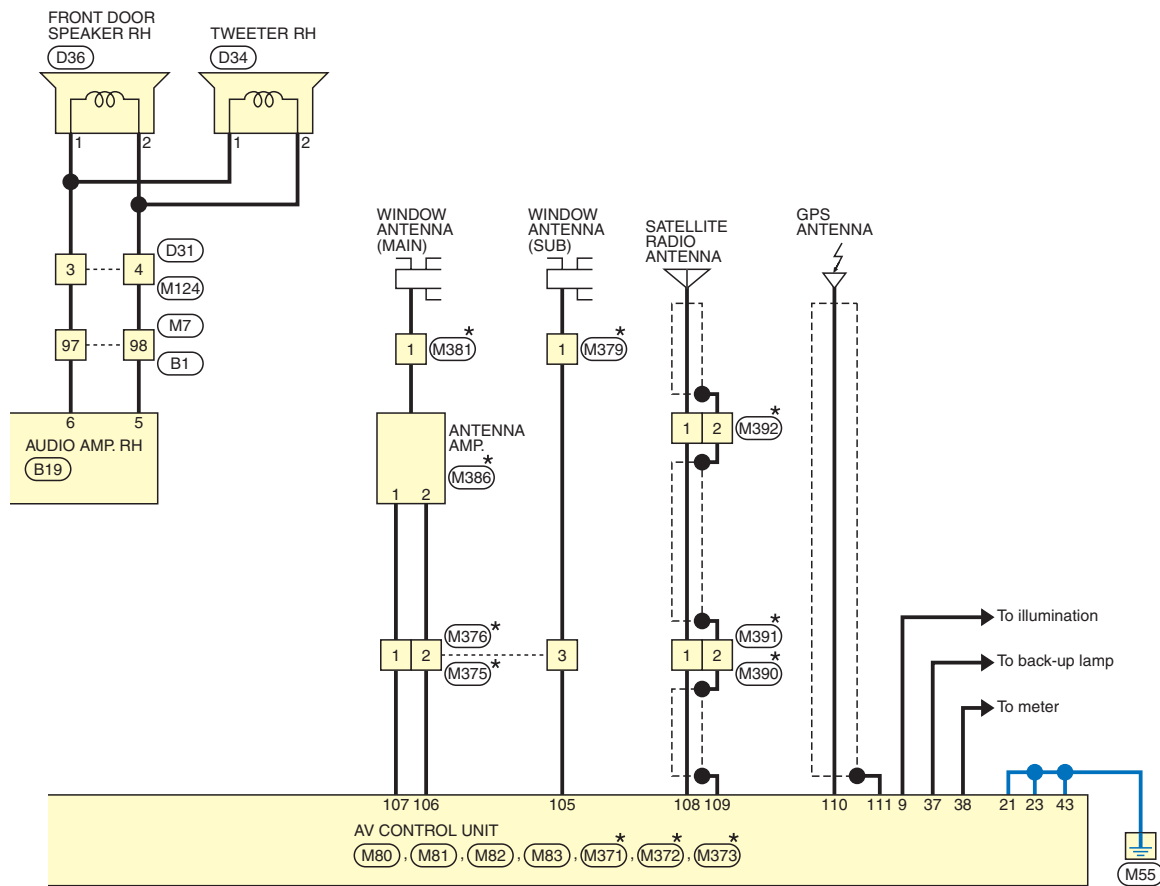 FRONT DOOR
SPEAKER RH
D36
TWEETER RH
D34
1 2 1 2
3 4
D31
M124
97 98
M7
B1
6 5
AUDIO AMP. RH
B19
WINDOW
ANTENNA
(MAIN)
WINDOW
ANTENNA
(SUB)
SATELLITE
RADIO
ANTENNA
GPS
ANTENNA
1 M381*
1 M379*
ANTENNA
AMP.
M386*
1 2
1 2 M392*
1 2
M376*
M375*
3
1 2
M391*
M390*
To illumination
To back-up lamp
To meter
107 106 105 108 109 110 111 9 37 38 21 23 43
AV CONTROL UNIT
M80 , M81 , M82 , M83 , M371* , M372* , M373*
M55